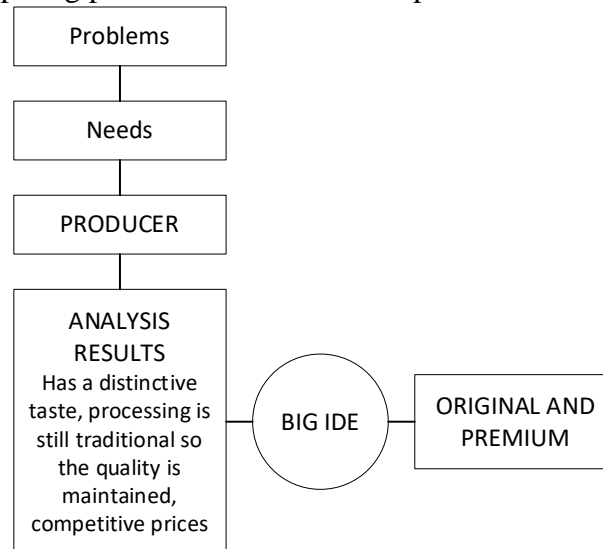 Problems
Needs
PRODUCER
ANALYSIS
RESULTS
Has a distinctive
taste, processing is
still traditional so
the quality is
maintained,
competitive prices
BIG IDE
ORIGINAL AND
PREMIUM